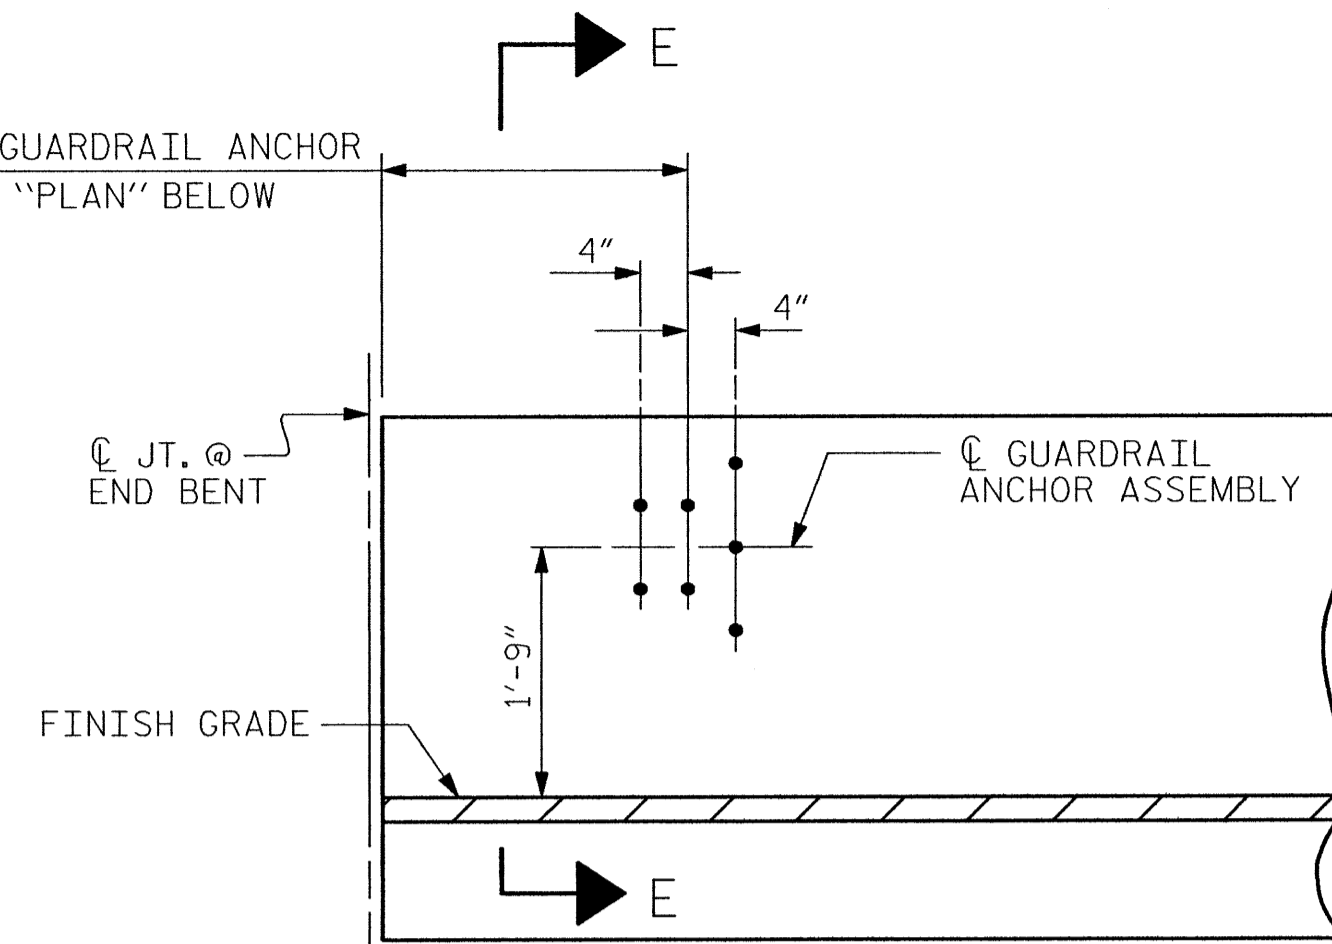 E
GUARDRAIL ANCHOR
“PLAN” BELOW
4"
4"
℄ JT. @
END BENT
℄ GUARDRAIL
ANCHOR ASSEMBLY
1'-9"
FINISH GRADE
E